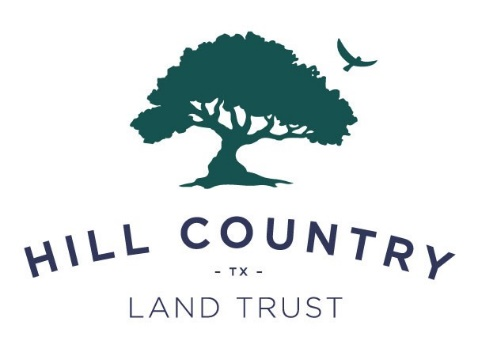 HILL COUNTRY
- TX -
LAND TRUST